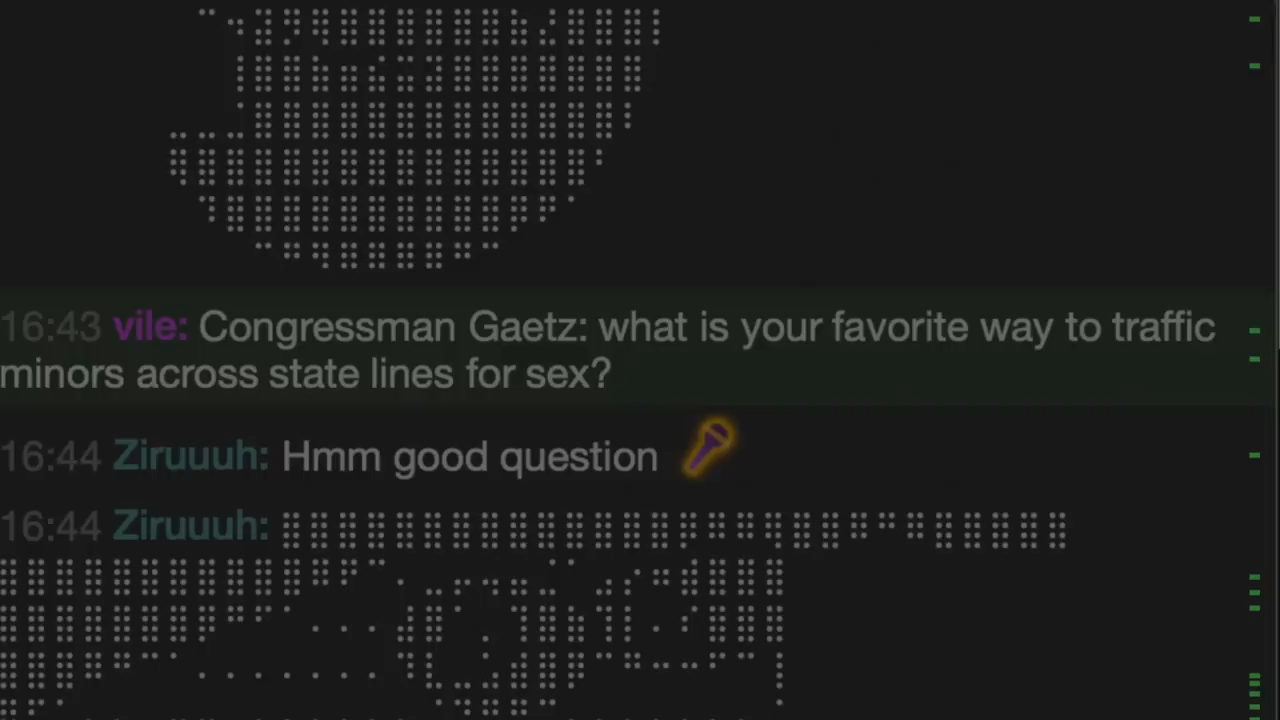 16:43 vile: Congressman Gaetz: what is your favorite way to traffic
minors across state lines for sex?
16:44 Ziruuuh: Hmm good question
16:44 Ziruuuh: